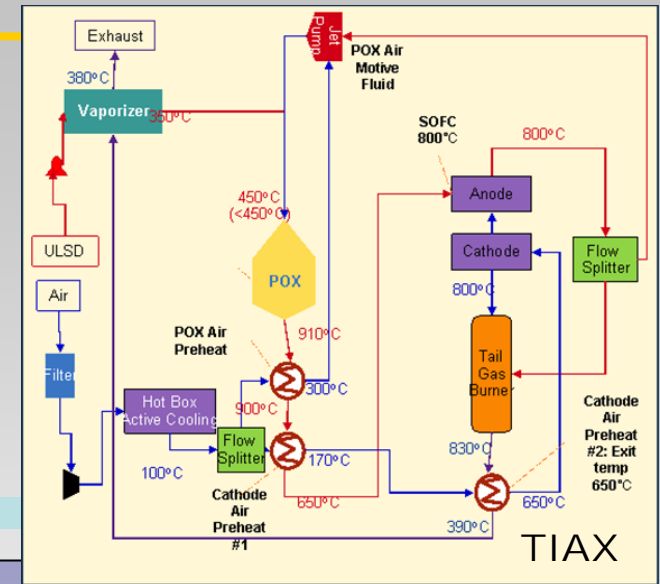 Exhaust
Jet
Pump
POX Air
Motive
Fluid
380°C
Vaporizer
350°C
SOFC
800°C
800°C
Anode
450°C
(<450°C)
ULSD
Cathode
Flow
Splitter
Air
POX
800°C
POX Air
Preheat
910°C
Tail
Gas
Burner
Filter
300°C
Hot Box
Active Cooling
900°C
Cathode
Air
Preheat
#2: Exit
temp
650°C
Flow
Splitter
830°C
100°C
170°C
650°C
650°C
Cathode
Air
Preheat
#1
390°C
TIAX